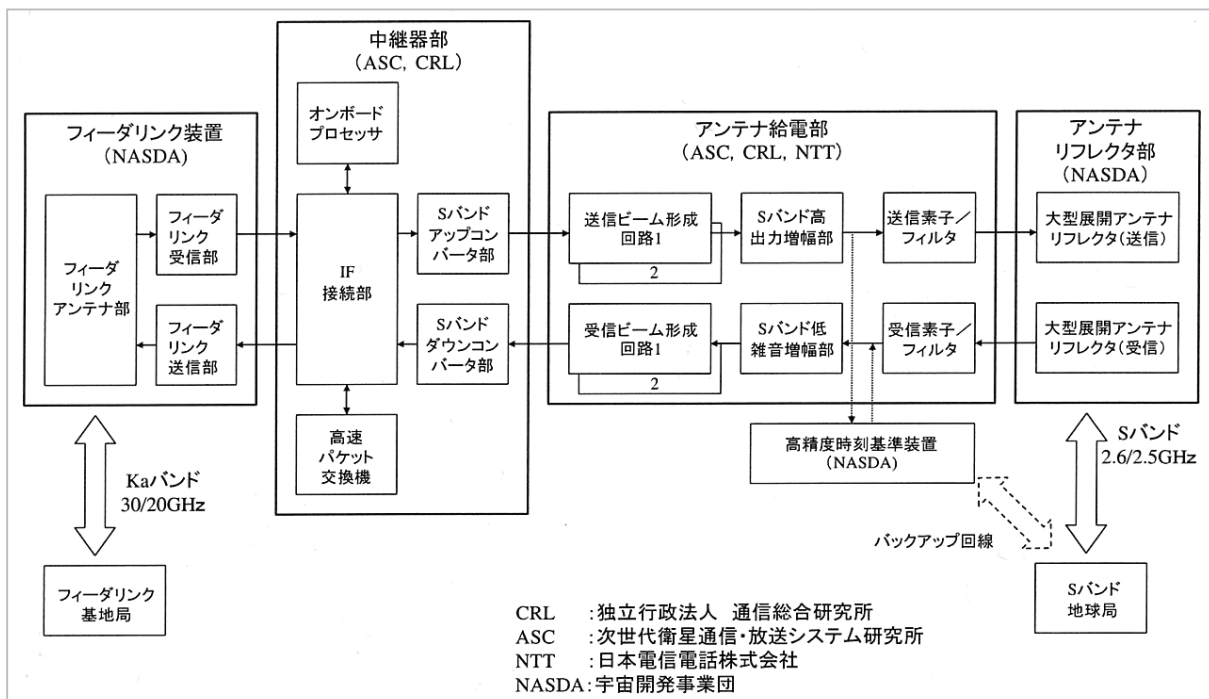 中継器部
(ASC, CRL)
オンボード
プロセッサ
フィーダリンク装置
(NASDA)
アンテナ給電部
(ASC, CRL, NTT)
アンテナ
リフレクタ部
(NASDA)
フィーダ
リンク
アンテナ部
フィーダ
リンク
受信部
フィーダ
リンク
送信部
IF
接続部
Sバンド
アップコン
バータ部
Sバンド
ダウンコン
バータ部
高速
パケット
交換機
送信ビーム形成
回路1
2
Sバンド高
出力増幅部
送信素子／
フィルタ
大型展開アンテナ
リフレクタ(送信)
受信ビーム形成
回路1
2
Sバンド低
雑音増幅部
受信素子／
フィルタ
大型展開アンテナ
リフレクタ(受信)
高精度時刻基準装置
(NASDA)
Kaバンド
30/20GHz
Sバンド
2.6/2.5GHz
バックアップ回線
フィーダリンク
基地局
Sバンド
地球局
CRL :独立行政法人 通信総合研究所
ASC :次世代衛星通信・放送システム研究所
NTT :日本電信電話株式会社
NASDA:宇宙開発事業団